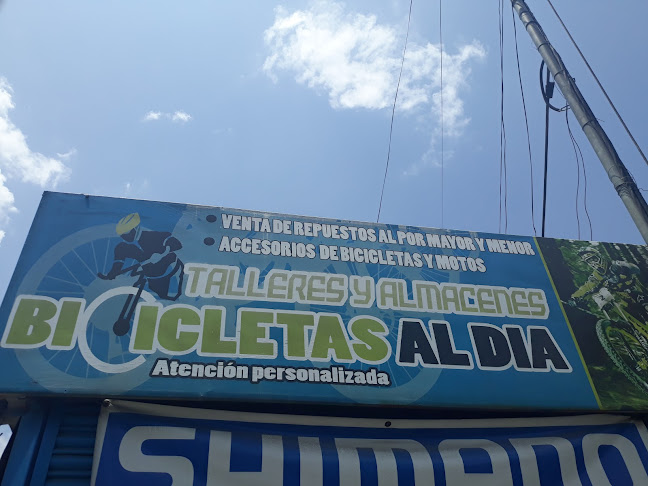 • VENTA DE REPUESTOS AL POR MAYOR Y MENOR
• ACCESORIOS DE BICICLETAS Y MOTOS
TALLERES Y ALMACENES
BICICLETAS AL DIA
Atención personalizada
SHIMANO